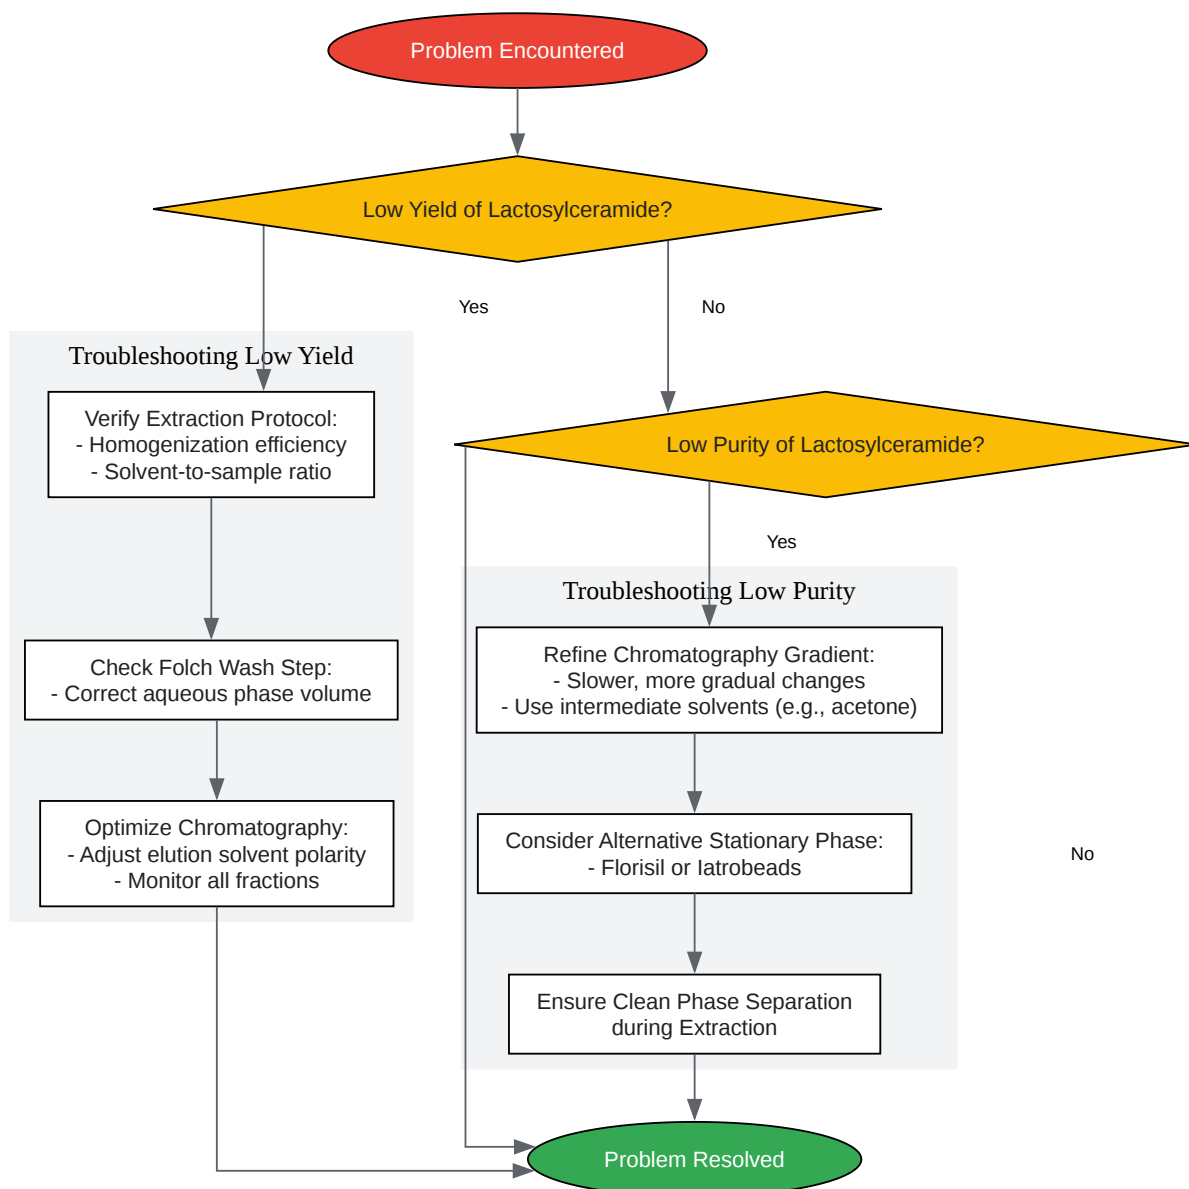 Problem Encountered
Low Yield of Lactosylceramide?
Yes
No
Troubleshooting Low Yield
Verify Extraction Protocol:
- Homogenization efficiency
- Solvent-to-sample ratio
Low Purity of Lactosylceramide?
Yes
Troubleshooting Low Purity
Check Folch Wash Step:
- Correct aqueous phase volume
Refine Chromatography Gradient:
- Slower, more gradual changes
- Use intermediate solvents (e.g., acetone)
Optimize Chromatography:
- Adjust elution solvent polarity
- Monitor all fractions
Consider Alternative Stationary Phase:
- Florisil or Iatrobeads
No
Ensure Clean Phase Separation
during Extraction
Problem Resolved